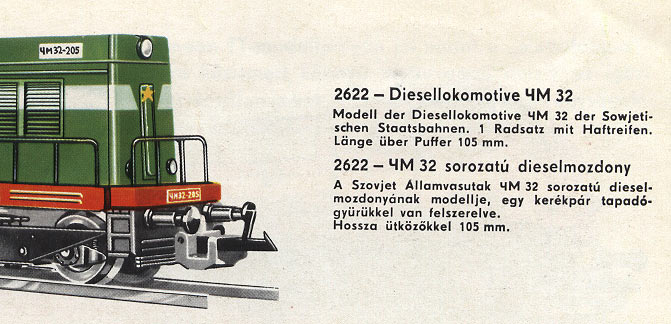 ЧМ32-205
ЧМ32-205
2622 – Diesellokomotive ЧМ 32
Modell der Diesellokomotive ЧМ 32 der Sowjeti-
schen Staatsbahnen. 1 Radsatz mit Haftreifen.
Länge über Puffer 105 mm.
2622 – ЧМ 32 sorozatú dieselmozdony
A Szovjet Államvasutak ЧМ 32 sorozatú diesel-
mozdonyának modellje, egy kerékpár tapadó-
gyürükkel van felszerelve.
Hossza ütközőkkel 105 mm.